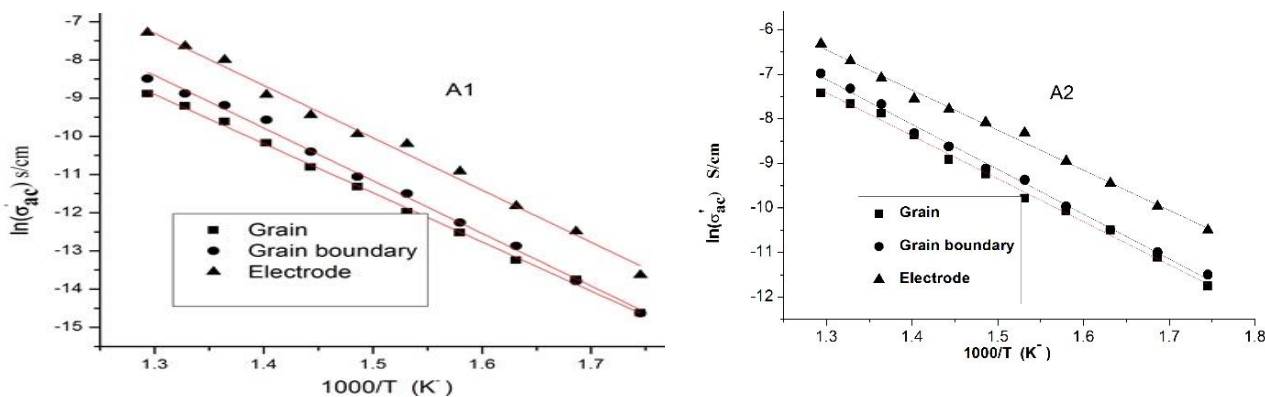 -7
-8
-9
-10
-11
-12
-13
-14
-15
ln(σ'ac) S/cm
A1
Grain
Grain boundary
Electrode
1.3 1.4 1.5 1.6 1.7
1000/T (K⁻)
-6
-7
-8
-9
-10
-11
-12
ln(σ'ac) S/cm
A2
Grain
Grain boundary
Electrode
1.3 1.4 1.5 1.6 1.7 1.8
1000/T (K⁻)